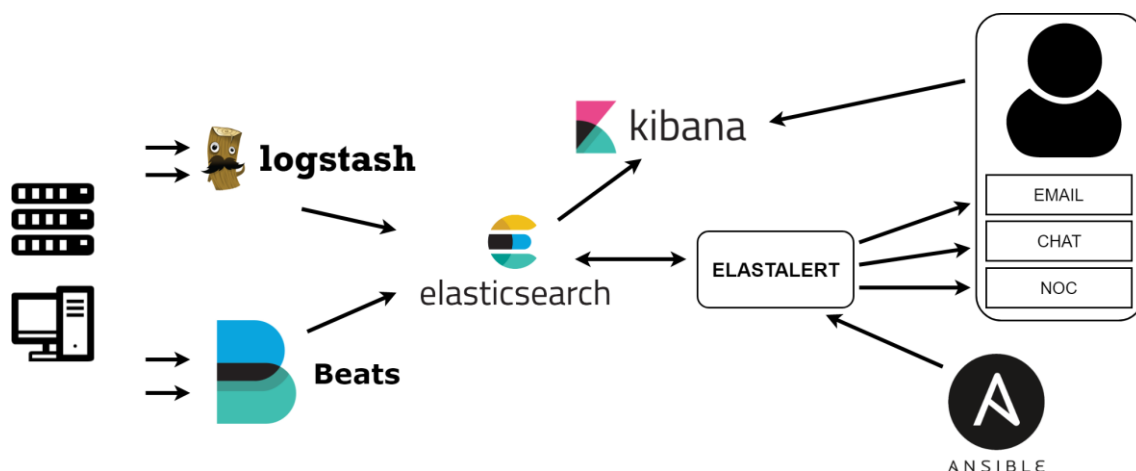 logstash
kibana
elasticsearch
Beats
ELASTALERT
EMAIL
CHAT
NOC
ANSIBLE